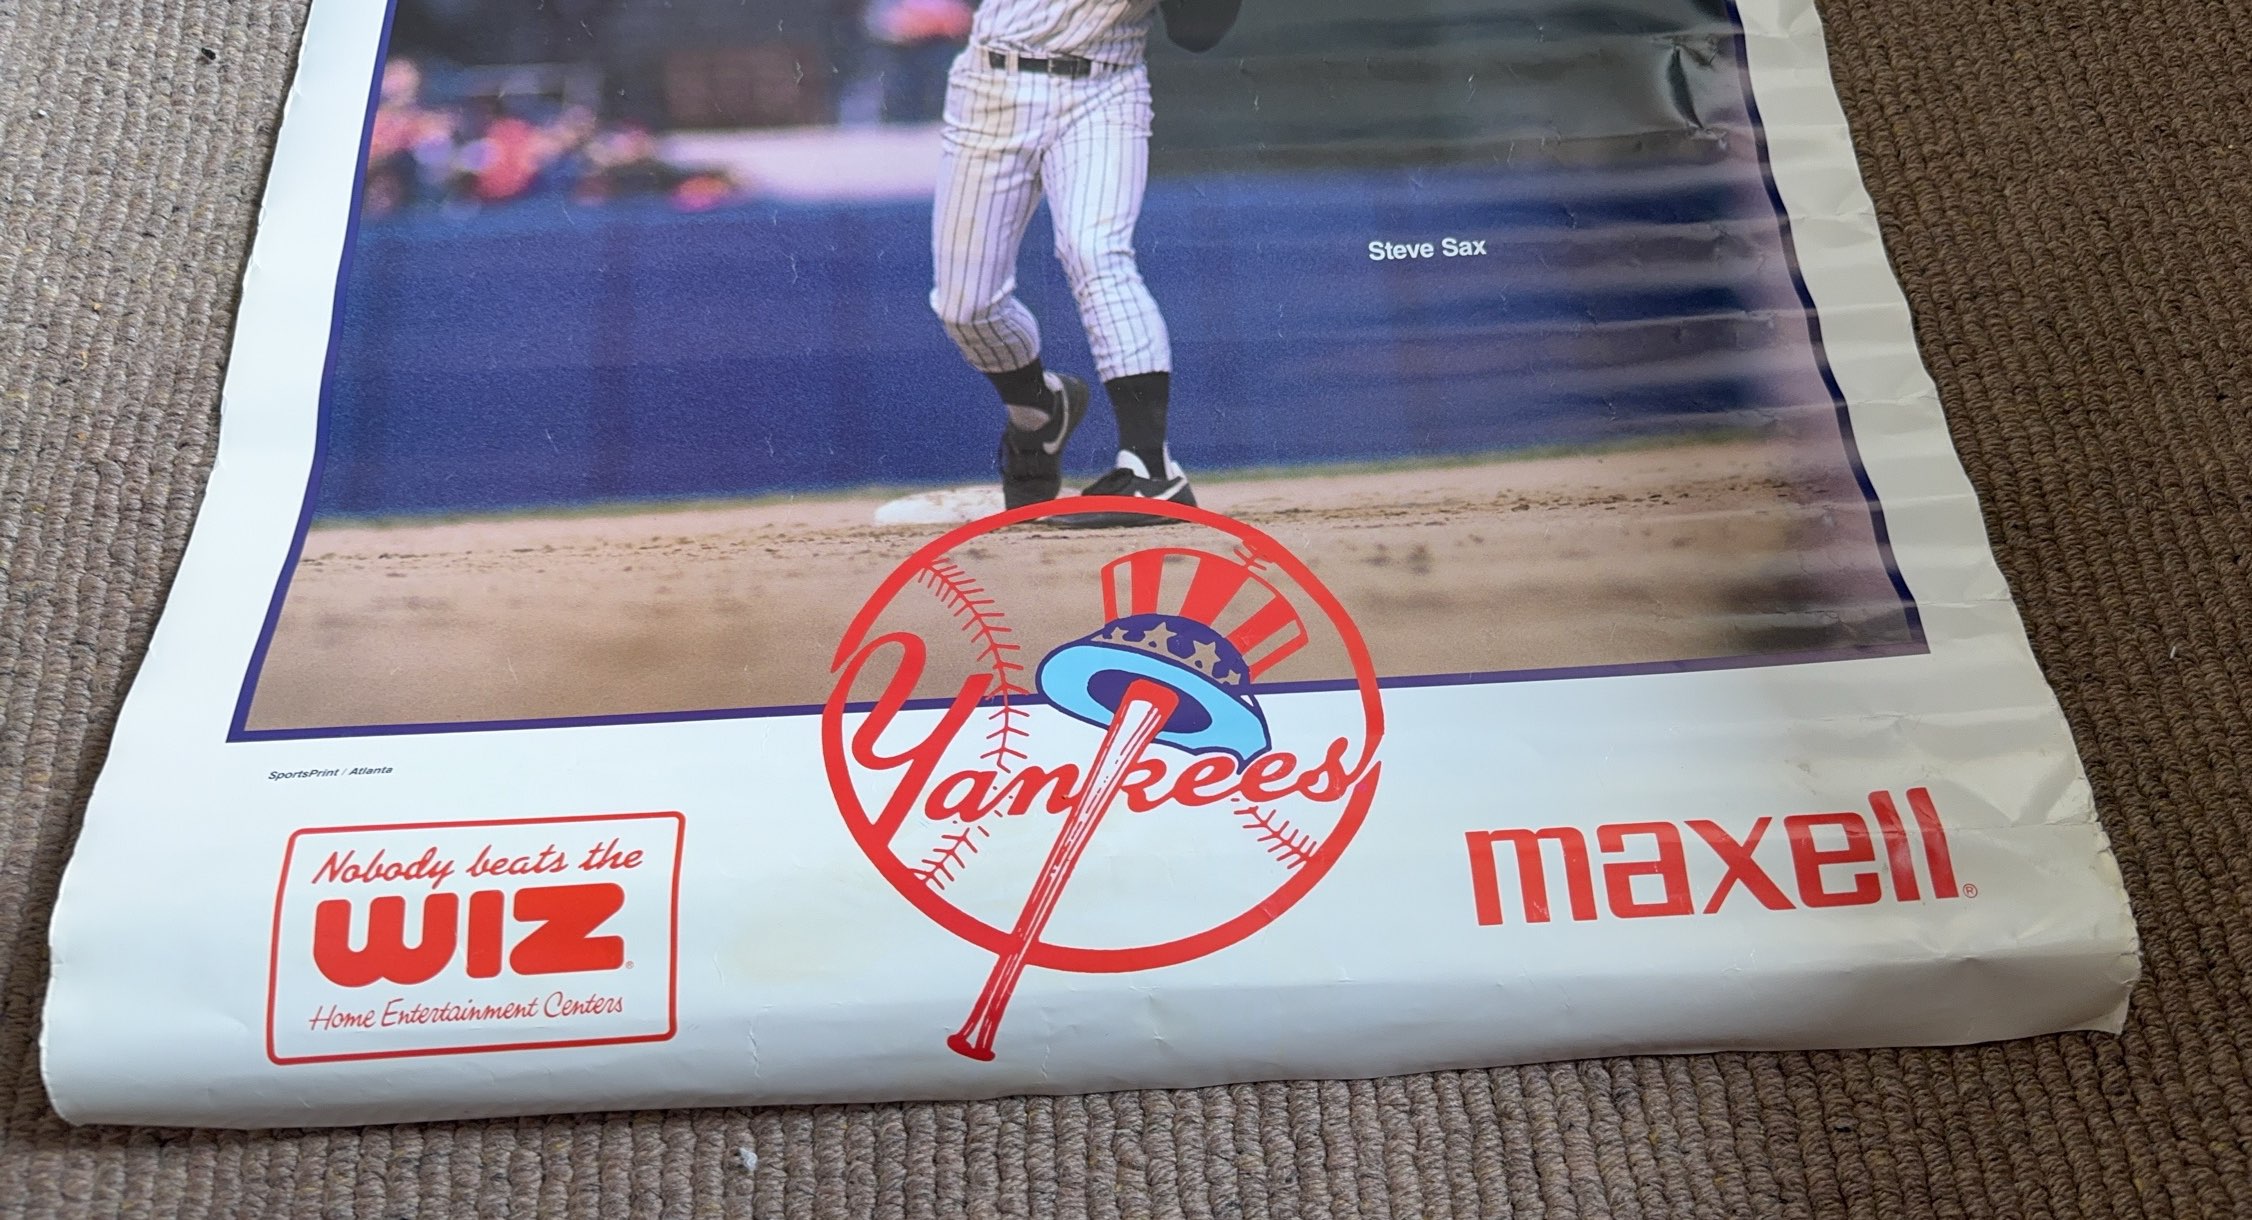 Steve Sax
SportsPrint / Atlanta
Yankees
Nobody beats the
WIZ®
Home Entertainment Centers
maxell®